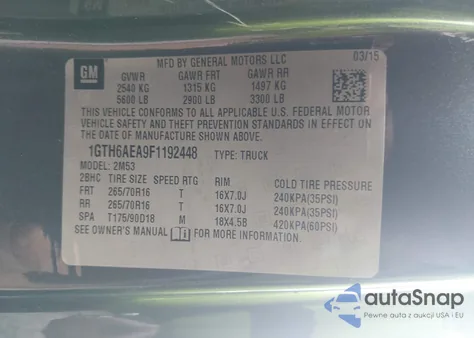 GM
MFD BY GENERAL MOTORS LLC
03/15
GVWR GAWR FRT GAWR RR
2540 KG 1315 KG 1497 KG
5600 LB 2900 LB 3300 LB
THIS VEHICLE CONFORMS TO ALL APPLICABLE U.S. FEDERAL MOTOR
VEHICLE SAFETY AND THEFT PREVENTION STANDARDS IN EFFECT ON
THE DATE OF MANUFACTURE SHOWN ABOVE.
1GTH6AEA9F1192448 TYPE: TRUCK
MODEL: 2M53
2BHC TIRE SIZE SPEED RTG RIM COLD TIRE PRESSURE
FRT 265/70R16 T 16X7.0J 240KPA(35PSI)
RR 265/70R16 T 16X7.0J 240KPA(35PSI)
SPA T175/90D18 M 18X4.5B 420KPA(60PSI)
SEE OWNER'S MANUAL FOR MORE INFORMATION.
autoSnap
Pewne auta z aukcji USA i EU